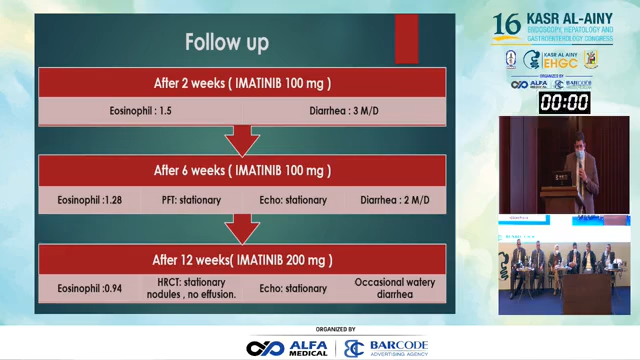 Follow up
After 2 weeks ( IMATINIB 100 mg )
Eosinophil : 1.5
Diarrhea : 3 M/D
After 6 weeks ( IMATINIB 100 mg )
Eosinophil :1.28
PFT: stationary
Echo: stationary
Diarrhea : 2 M/D
After 12 weeks( IMATINIB 200 mg )
Eosinophil :0.94
HRCT: stationary
nodules , no effusion.
Echo: stationary
Occasional watery
diarrhea
16 KASR AL-AINY
ENDOSCOPY, HEPATOLOGY AND
GASTROENTEROLOGY CONGRESS
KASR EL AINY
EHGC
ORGANIZED BY
ALFA
MEDICAL
BARCODE
00:00
ORGANIZED BY
ALFA
MEDICAL
BARCODE
ADVERTISING AGENCY